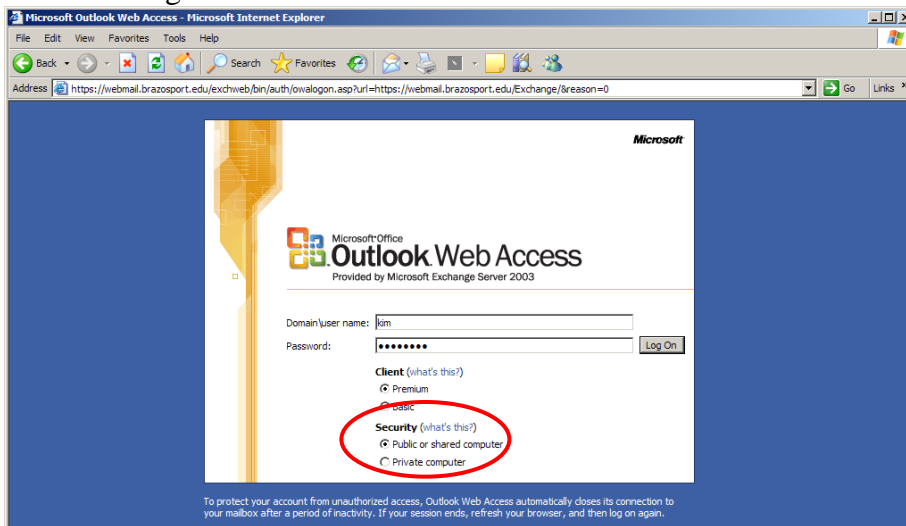 Microsoft Outlook Web Access - Microsoft Internet Explorer
File Edit View Favorites Tools Help
Back Search Favorites
Address https://webmail.brazosport.edu/exchweb/bin/auth/owalogon.asp?url=https://webmail.brazosport.edu/Exchange/&reason=0 Go Links »
Microsoft
Microsoft Office
Outlook Web Access
Provided by Microsoft Exchange Server 2003
Domain\user name: kim
Password: •••••••• Log On
Client (what's this?)
Premium
Basic
Security (what's this?)
Public or shared computer
Private computer
To protect your account from unauthorized access, Outlook Web Access automatically closes its connection to
your mailbox after a period of inactivity. If your session ends, refresh your browser, and then log on again.